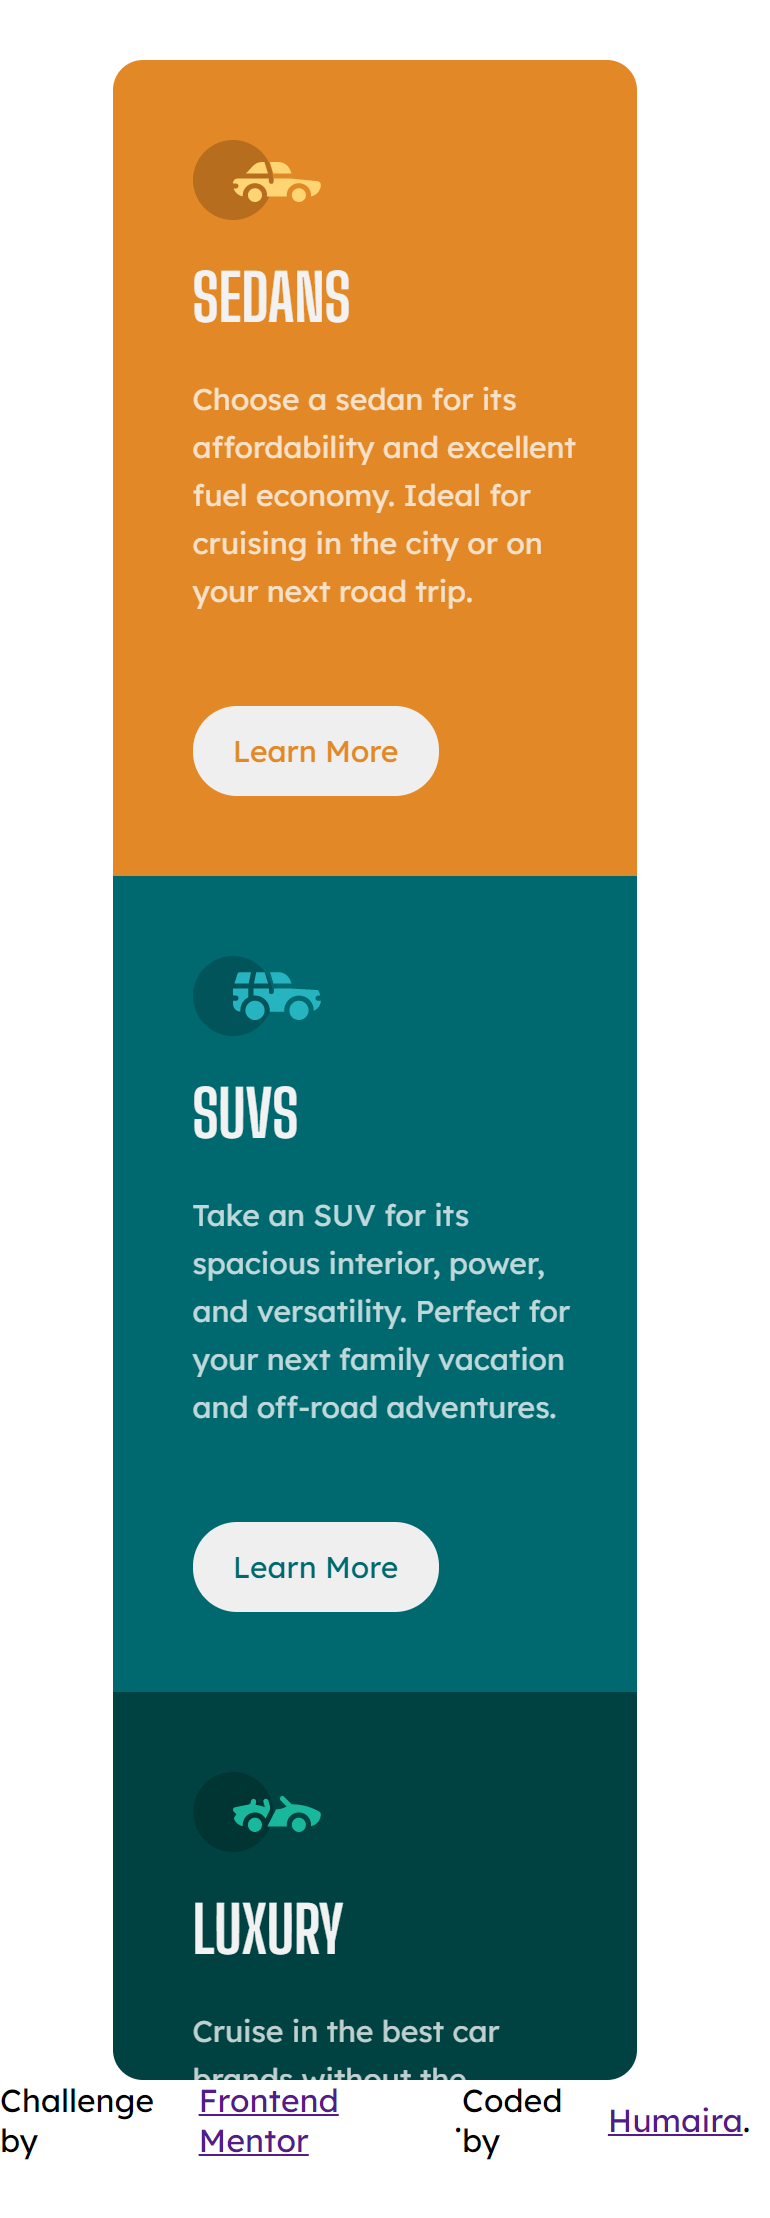 SEDANS
Choose a sedan for its
affordability and excellent
fuel economy. Ideal for
cruising in the city or on
your next road trip.
Learn More
SUVS
Take an SUV for its
spacious interior, power,
and versatility. Perfect for
your next family vacation
and off-road adventures.
Learn More
LUXURY
Cruise in the best car
brands without the
Challenge
by
Frontend
Mentor
.
Coded
by
Humaira.